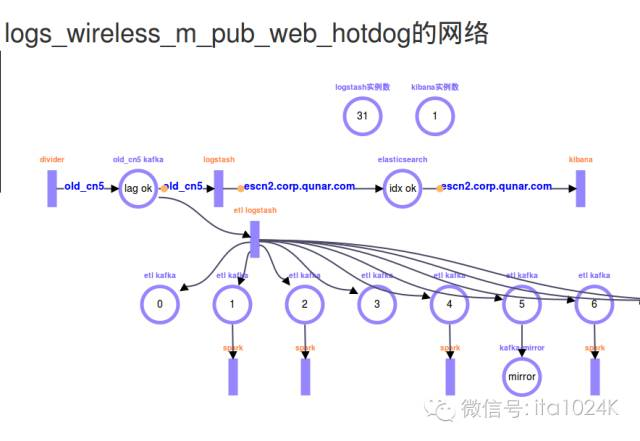 logs_wireless_m_pub_web_hotdog的网络
logstash实例数
kibana实例数
31
1
divider
old_cn5 kafka
logstash
elasticsearch
kibana
old_cn5
lag ok
old_cn5
escn2.corp.qunar.com
idx ok
escn2.corp.qunar.com
etl logstash
etl kafka
etl kafka
etl kafka
etl kafka
etl kafka
etl kafka
etl kafka
0
1
2
3
4
5
6
spark
spark
spark
kafka mirror
spark
mirror
微信号: ita1024K